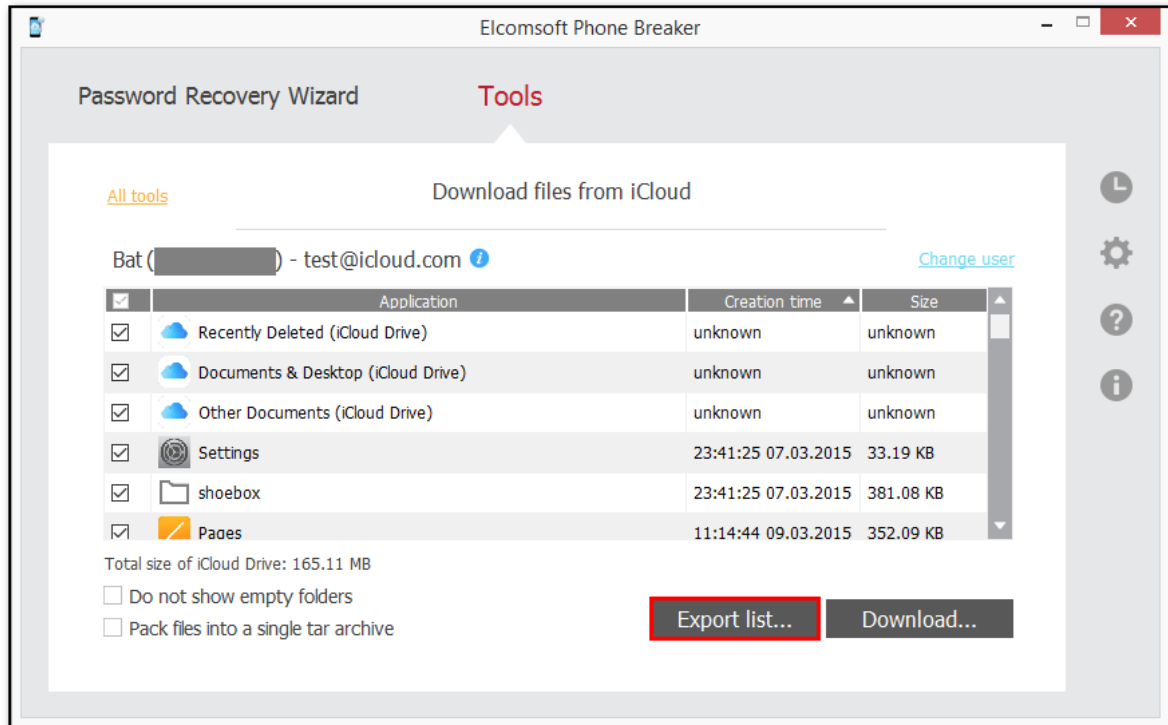 Elcomsoft Phone Breaker
Password Recovery Wizard Tools
All tools Download files from iCloud
Bat ( ) - test@icloud.com Change user
Application Creation time Size
Recently Deleted (iCloud Drive) unknown unknown
Documents & Desktop (iCloud Drive) unknown unknown
Other Documents (iCloud Drive) unknown unknown
Settings 23:41:25 07.03.2015 33.19 KB
shoebox 23:41:25 07.03.2015 381.08 KB
Pages 11:14:44 09.03.2015 352.09 KB
Total size of iCloud Drive: 165.11 MB
Do not show empty folders
Export list... Download...
Pack files into a single tar archive